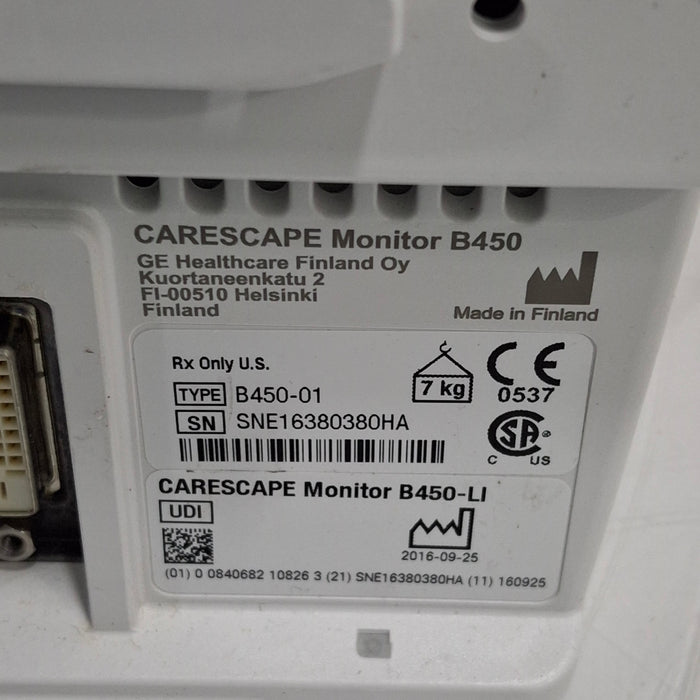 CARESCAPE Monitor B450
GE Healthcare Finland Oy
Kuortaneenkatu 2
FI-00510 Helsinki
Finland
Made in Finland
Rx Only U.S.
7 kg
CE
0537
TYPE B450-01
SN SNE16380380HA
SA
C US
CARESCAPE Monitor B450-LI
UDI
2016-09-25
(01) 0 0840682 10826 3 (21) SNE16380380HA (11) 160925